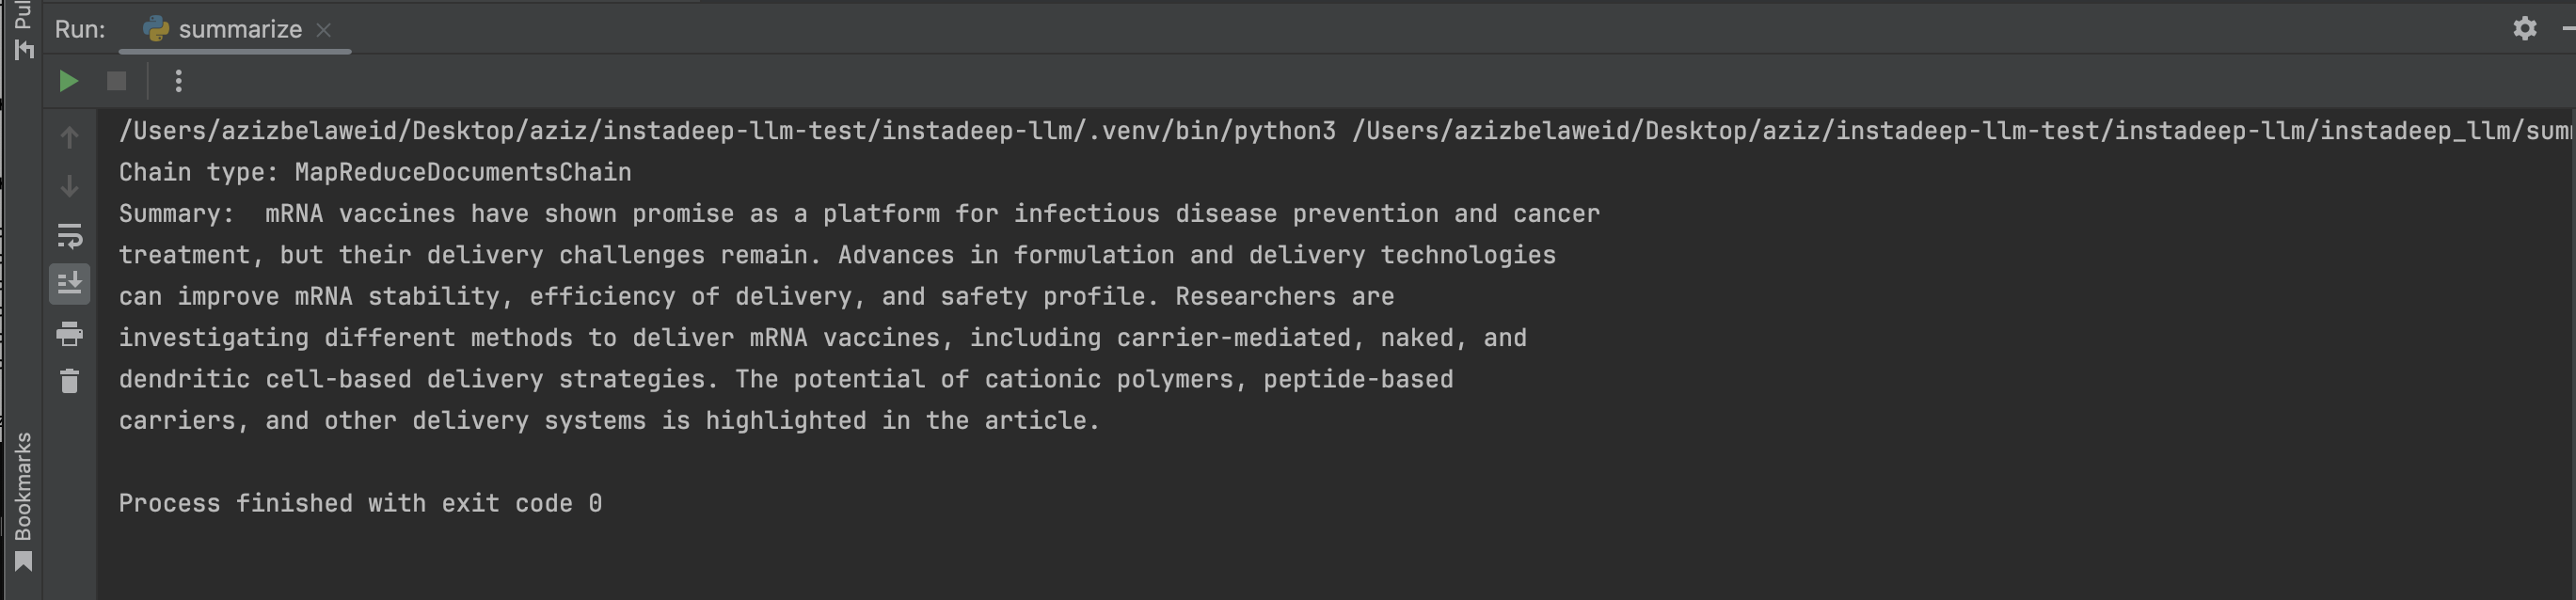 Pul
Run: summarize
/Users/azizbelaweid/Desktop/aziz/instadeep-llm-test/instadeep-llm/.venv/bin/python3 /Users/azizbelaweid/Desktop/aziz/instadeep-llm-test/instadeep-llm/instadeep_llm/sum
Chain type: MapReduceDocumentsChain
Summary:  mRNA vaccines have shown promise as a platform for infectious disease prevention and cancer
treatment, but their delivery challenges remain. Advances in formulation and delivery technologies
can improve mRNA stability, efficiency of delivery, and safety profile. Researchers are
investigating different methods to deliver mRNA vaccines, including carrier-mediated, naked, and
dendritic cell-based delivery strategies. The potential of cationic polymers, peptide-based
carriers, and other delivery systems is highlighted in the article.
Process finished with exit code 0
Bookmarks